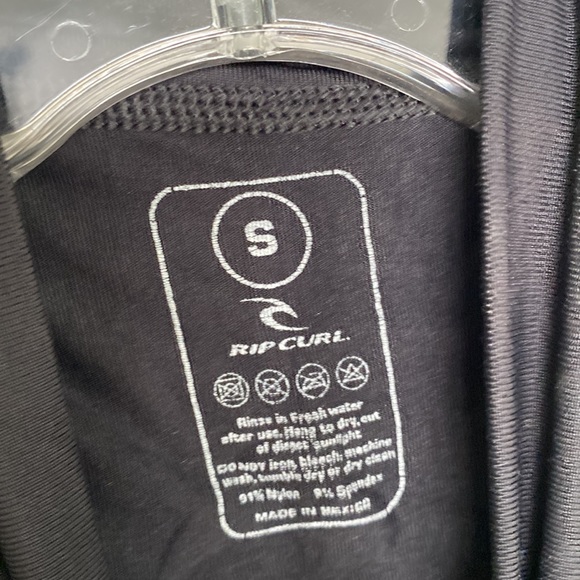 S
RIP CURL
Rinse in Fresh water
after use. Hang to dry, out
of direct sunlight
DO NOT iron, bleach, machine
wash, tumble dry or dry clean
91% Nylon 9% Spandex
MADE IN MEXICO